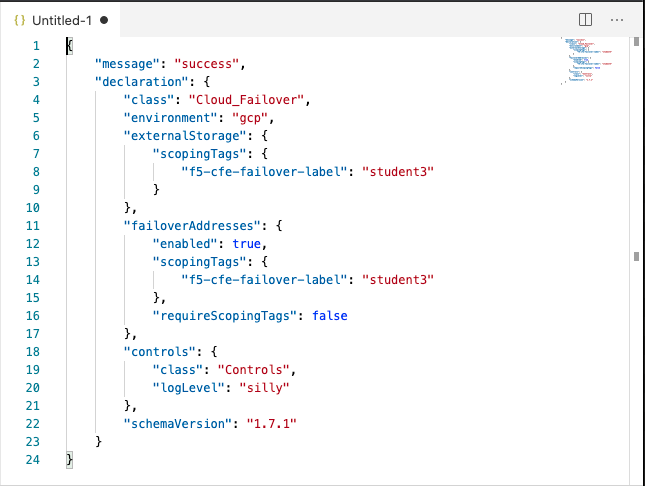 {} Untitled-1 ●
1 {
2     "message": "success",
3     "declaration": {
4         "class": "Cloud_Failover",
5         "environment": "gcp",
6         "externalStorage": {
7             "scopingTags": {
8                 "f5-cfe-failover-label": "student3"
9             }
10         },
11         "failoverAddresses": {
12             "enabled": true,
13             "scopingTags": {
14                 "f5-cfe-failover-label": "student3"
15             },
16             "requireScopingTags": false
17         },
18         "controls": {
19             "class": "Controls",
20             "logLevel": "silly"
21         },
22         "schemaVersion": "1.7.1"
23     }
24 }